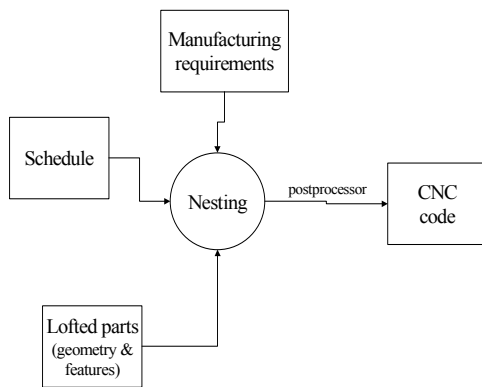 Manufacturing
requirements
Schedule
Nesting
postprocessor
CNC
code
Lofted parts
(geometry &
features)